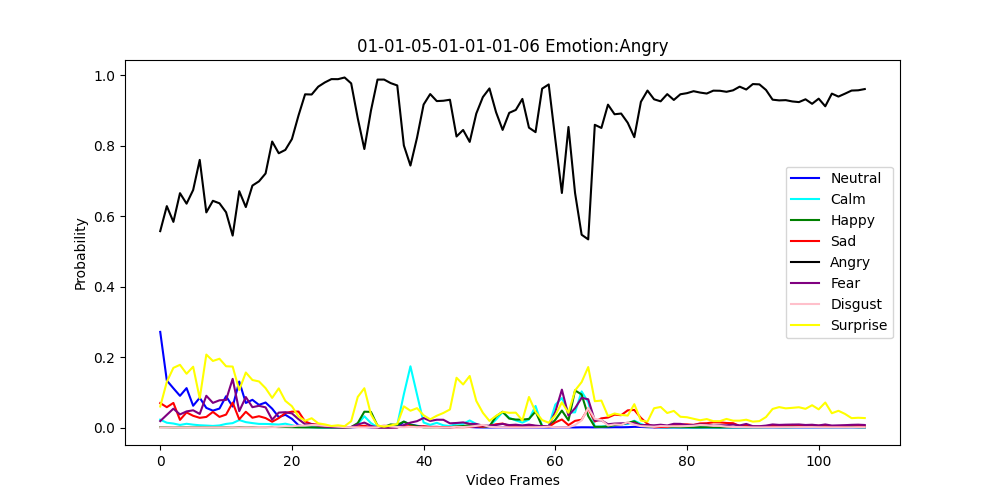 01-01-05-01-01-01-06 Emotion:Angry
1.0
0.8
0.6
0.4
0.2
0.0
Probability
Neutral
Calm
Happy
Sad
Angry
Fear
Disgust
Surprise
0 20 40 60 80 100
Video Frames